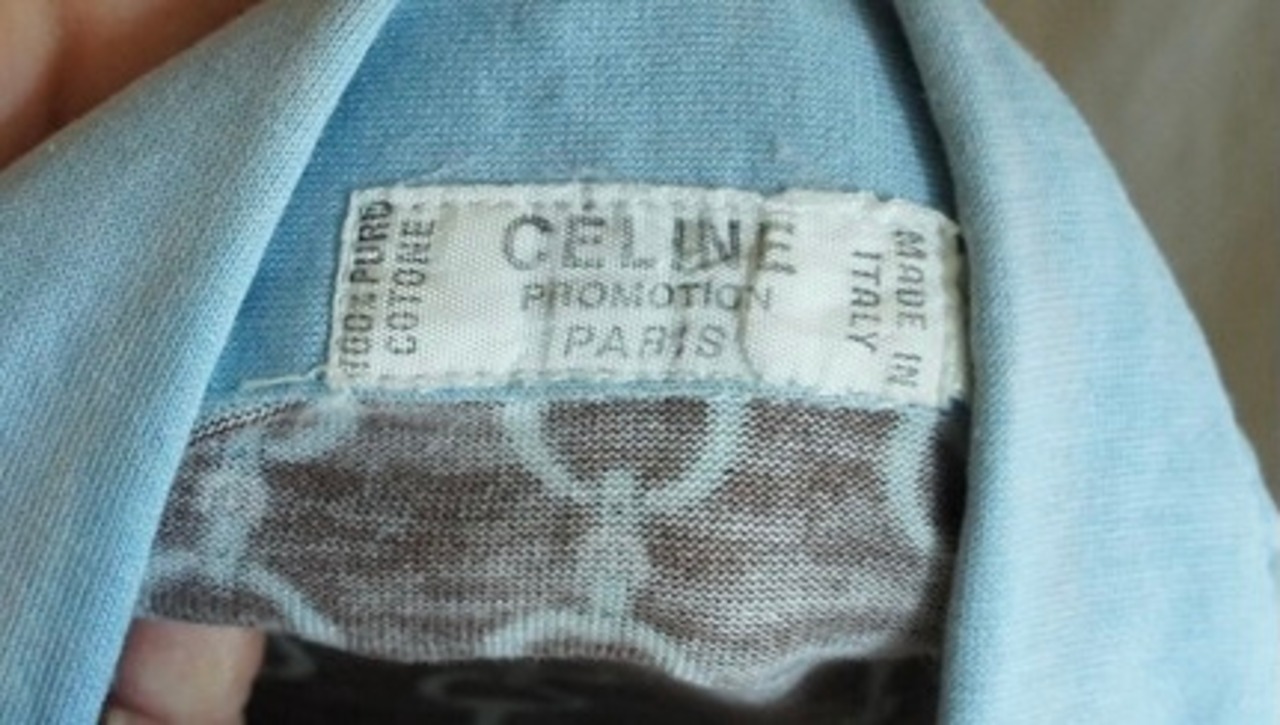 100% PURO
COTONE
CÉLINE
PROMOTION
PARIS
MADE IN
ITALY